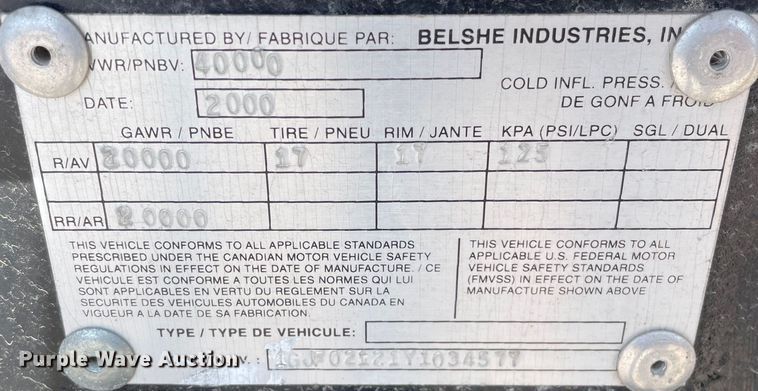 MANUFACTURED BY/ FABRIQUE PAR: BELSHE INDUSTRIES, IN
VWR/PNBV: 40000
COLD INFL. PRESS.
DATE: 2000
DE GONF A FROID
GAWR / PNBE TIRE / PNEU RIM / JANTE KPA (PSI/LPC) SGL / DUAL
R/AV 20000 17 17 125
RR/AR 20000
THIS VEHICLE CONFORMS TO ALL APPLICABLE STANDARDS
PRESCRIBED UNDER THE CANADIAN MOTOR VEHICLE SAFETY
REGULATIONS IN EFFECT ON THE DATE OF MANUFACTURE. / CE
VEHICULE EST CONFORME A TOUTES LES NORMES QUI LUI
SONT APPLICABLES EN VERTU DU REGLEMENT SUR LA
SECURITE DES VEHICULES AUTOMOBILES DU CANADA EN
VIGUEUR A LA DATE DE SA FABRICATION.
THIS VEHICLE CONFORMS TO ALL
APPLICABLE U.S. FEDERAL MOTOR
VEHICLE SAFETY STANDARDS
(FMVSS) IN EFFECT ON THE DATE OF
MANUFACTURE SHOWN ABOVE
TYPE / TYPE DE VEHICULE:
Purple Wave Auction